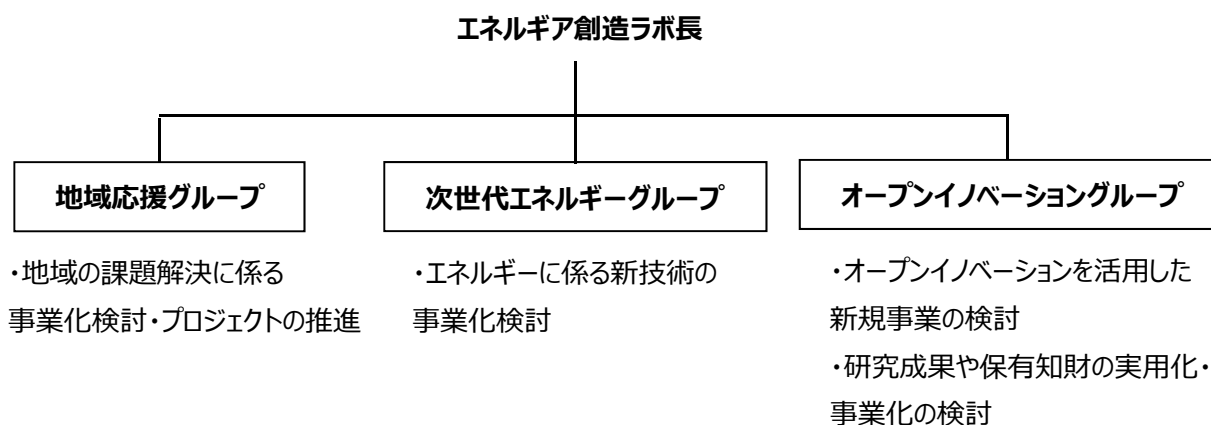 エネルギア創造ラボ長
地域応援グループ
次世代エネルギーグループ
オープンイノベーショングループ
・地域の課題解決に係る
事業化検討・プロジェクトの推進
・エネルギーに係る新技術の
事業化検討
・オープンイノベーションを活用した
新規事業の検討
・研究成果や保有知財の実用化・
事業化の検討